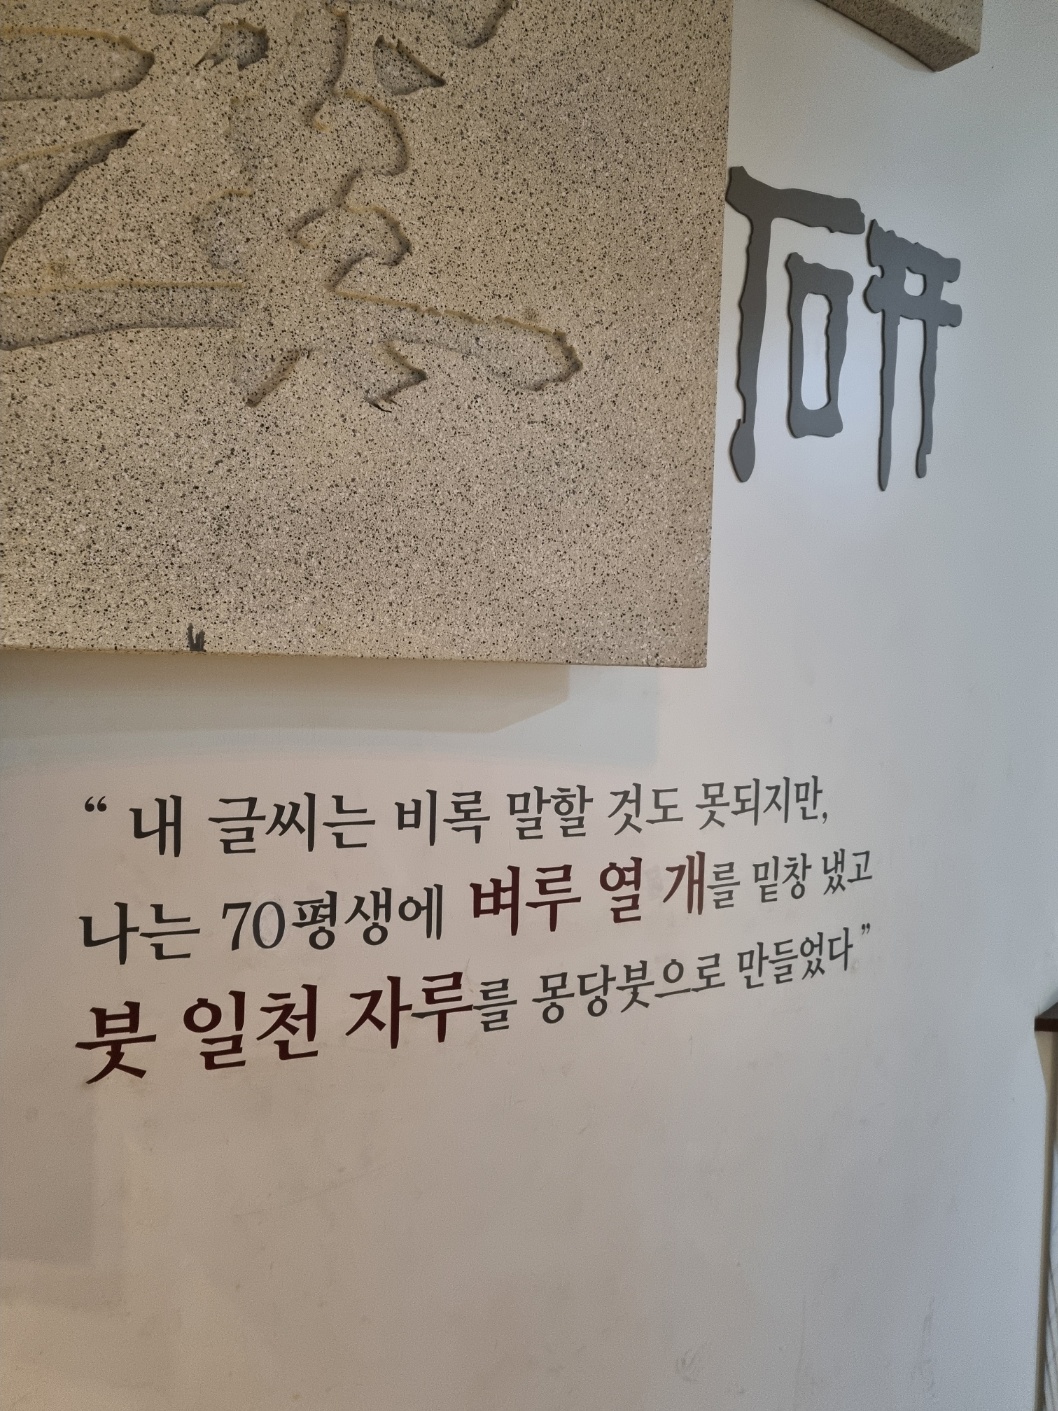 研
“ 내 글씨는 비록 말할 것도 못되지만,
나는 70평생에 벼루 열 개를 밑창 냈고
붓 일천 자루를 몽당붓으로 만들었다”